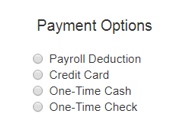 Payment Options
Payroll Deduction
Credit Card
One-Time Cash
One-Time Check